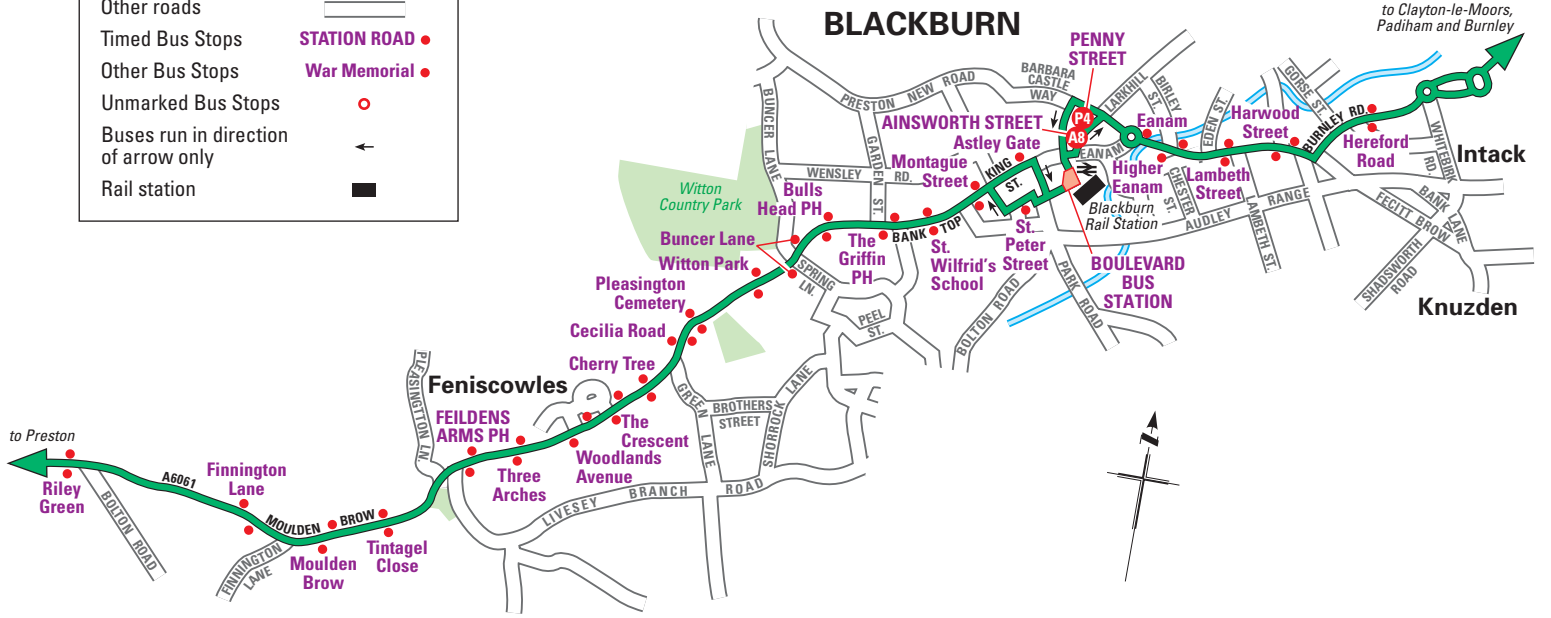 Other roads
Timed Bus Stops STATION ROAD
Other Bus Stops War Memorial
Unmarked Bus Stops
Buses run in direction
of arrow only
Rail station
BLACKBURN
to Clayton-le-Moors,
Padiham and Burnley
PENNY
STREET
BARBARA
CASTLE
WAY
LARKHILL
BIRLEY
ST.
PRESTON NEW ROAD
BUNCER LANE
AINSWORTH STREET
P4
A8
Astley Gate
Montague
Street
KING
ST.
EANAM
Eanam
Higher
Eanam
EDEN ST.
Harwood
Street
GORSE ST.
BURNLEY RD.
Hereford
Road
WHITEBIRK
RD.
Intack
Lambeth
Street
CHESTER
ST.
LAMBETH ST.
AUDLEY RANGE
BANK LANE
FECITT BROW
SHADSWORTH
ROAD
Knuzden
Blackburn
Rail Station
BOULEVARD
BUS
STATION
PARK ROAD
BOLTON ROAD
St.
Peter
Street
St.
Wilfrid's
School
BANK TOP
The
Griffin
PH
GARDEN ST.
WENSLEY RD.
Bulls
Head PH
Witton
Country Park
Buncer Lane
Witton Park
SPRING
LN.
PEEL
ST.
Pleasington
Cemetery
Cecilia Road
Cherry Tree
GREEN LANE
BROTHERS
STREET
SHORROCK LANE
The
Crescent
Woodlands
Avenue
Feniscowles
FEILDENS
ARMS PH
Three
Arches
PLEASINGTTON LN.
LIVESEY BRANCH ROAD
N
to Preston
Riley
Green
A6061
BOLTON ROAD
Finnington
Lane
FINNINGTON
LANE
MOULDEN BROW
Moulden
Brow
Tintagel
Close